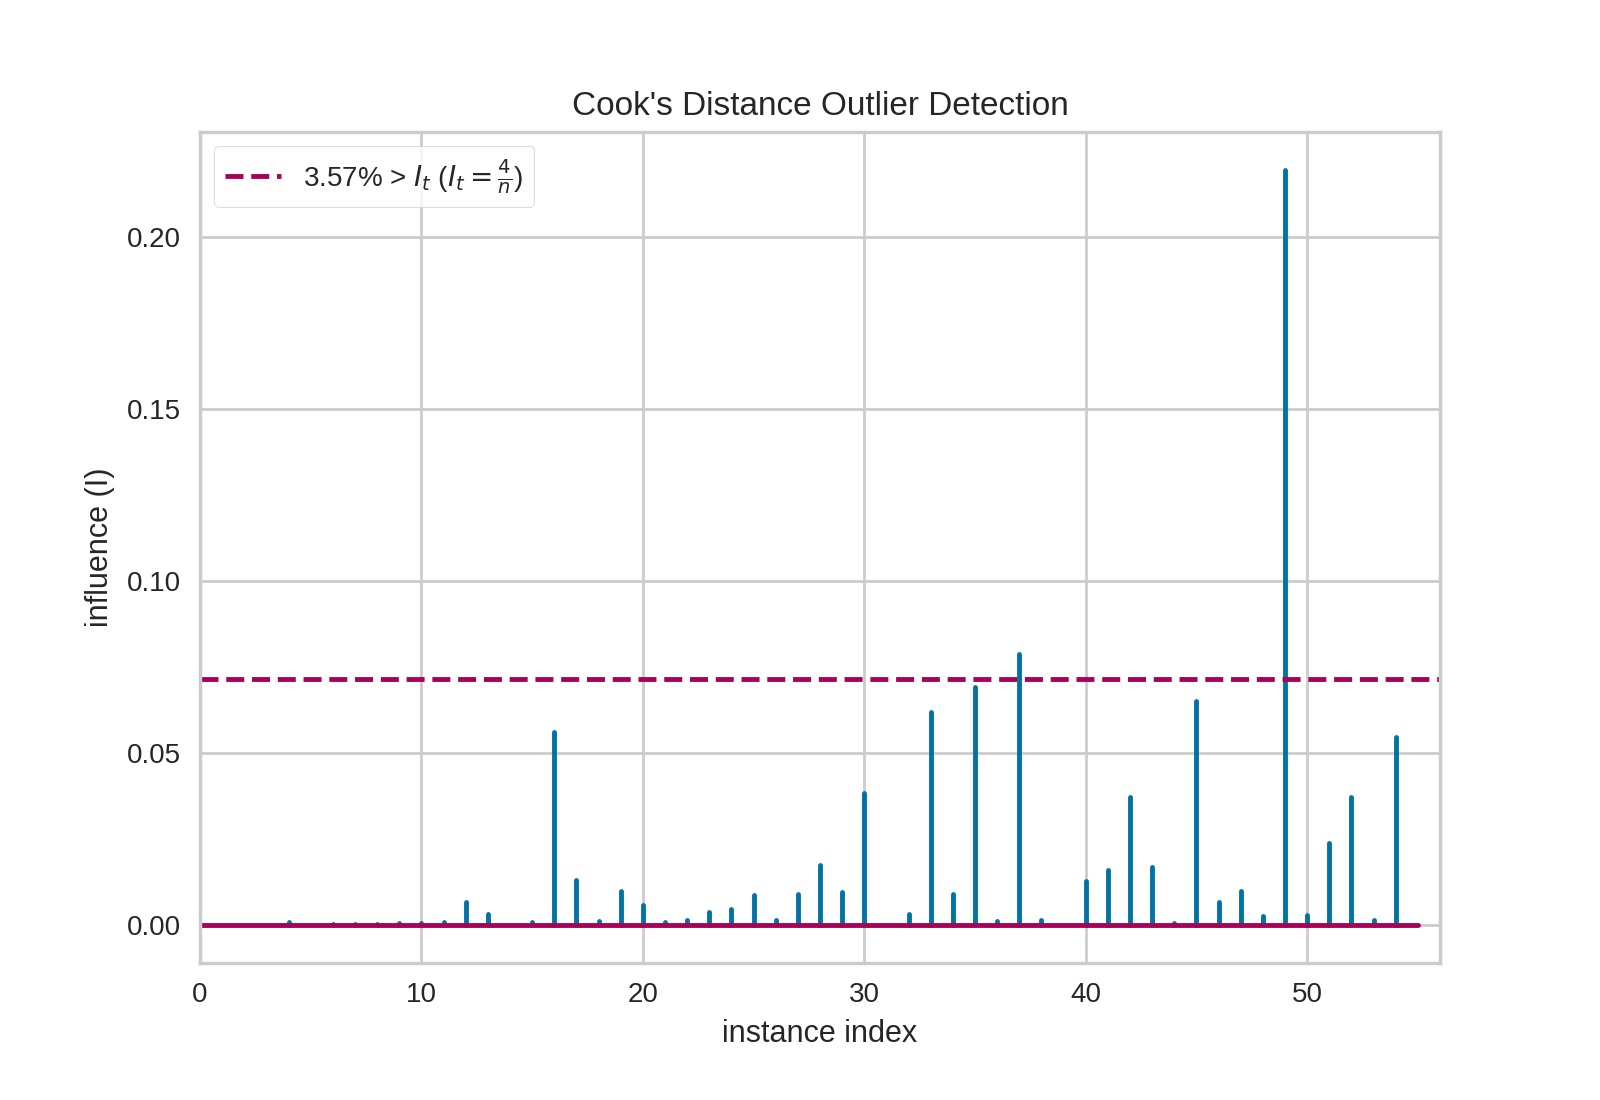 Cook's Distance Outlier Detection
3.57% > I_t (I_t = 4/n)
0.20
0.15
0.10
0.05
0.00
influence (I)
0 10 20 30 40 50
instance index